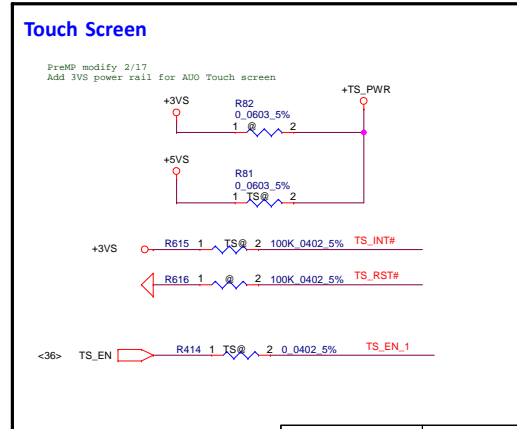 Touch Screen
PreMP modify 2/17
Add 3VS power rail for AUO Touch screen
+TS_PWR
+3VS
R82
0_0603_5%
1 @ 2
+5VS
R81
0_0603_5%
1 TS@ 2
+3VS R615 1 TS@ 2 100K_0402_5% TS_INT#
R616 1 @ 2 100K_0402_5% TS_RST#
<36> TS_EN R414 1 TS@ 2 0_0402_5% TS_EN_1